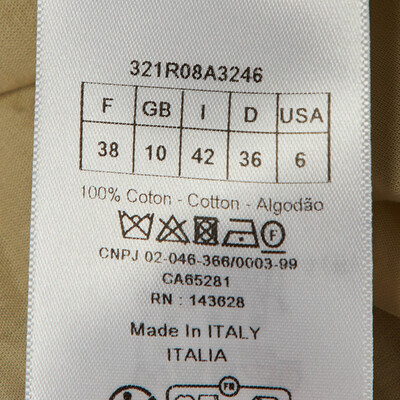 321R08A3246
F GB I D USA
38 10 42 36 6
100% Coton - Cotton - Algodão
F
CNPJ 02-046-366/0003-99
CA65281
RN : 143628
Made In ITALY
ITALIA
FR